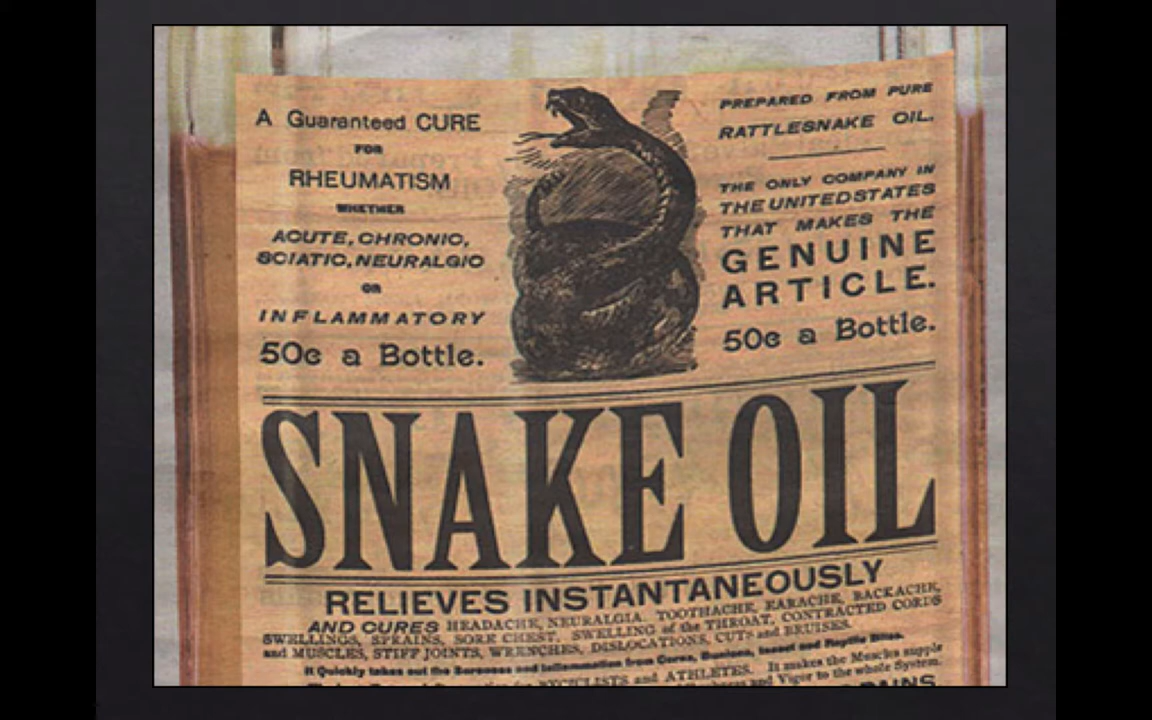 A Guaranteed CURE
FOR
RHEUMATISM
WHETHER
ACUTE, CHRONIC,
SCIATIC, NEURALGIC
OR
INFLAMMATORY
50c a Bottle.
PREPARED FROM PURE
RATTLESNAKE OIL.
THE ONLY COMPANY IN
THE UNITED STATES
THAT MAKES THE
GENUINE
ARTICLE.
50c a Bottle.
SNAKE OIL
RELIEVES INSTANTANEOUSLY
AND CURES HEADACHE, NEURALGIA, TOOTHACHE, EARACHE, BACKACHE,
SWELLINGS, SPRAINS, SORE CHEST, SWELLING of the THROAT, CONTRACTED CORDS
and MUSCLES, STIFF JOINTS, WRENCHES, DISLOCATIONS, CUTS and BRUISES.
It Quickly takes out the Soreness and Inflammation from Corns, Bunions, Insect and Reptile Bites.
BICYCLISTS and ATHLETES. It makes the Muscles supple
and Vigor to the whole System.